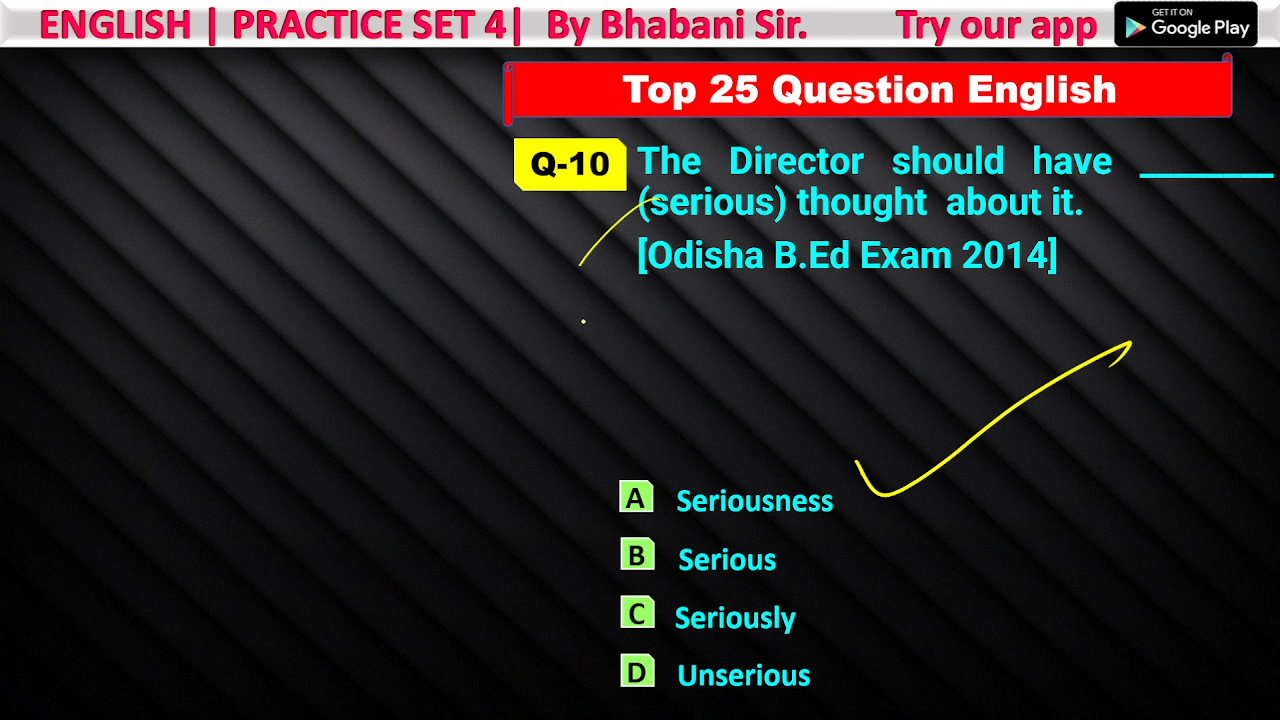 ENGLISH | PRACTICE SET 4| By Bhabani Sir. Try our app
GET IT ON
Google Play
Top 25 Question English
Q-10 The Director should have ________
(serious) thought about it.
[Odisha B.Ed Exam 2014]
A Seriousness
B Serious
C Seriously
D Unserious